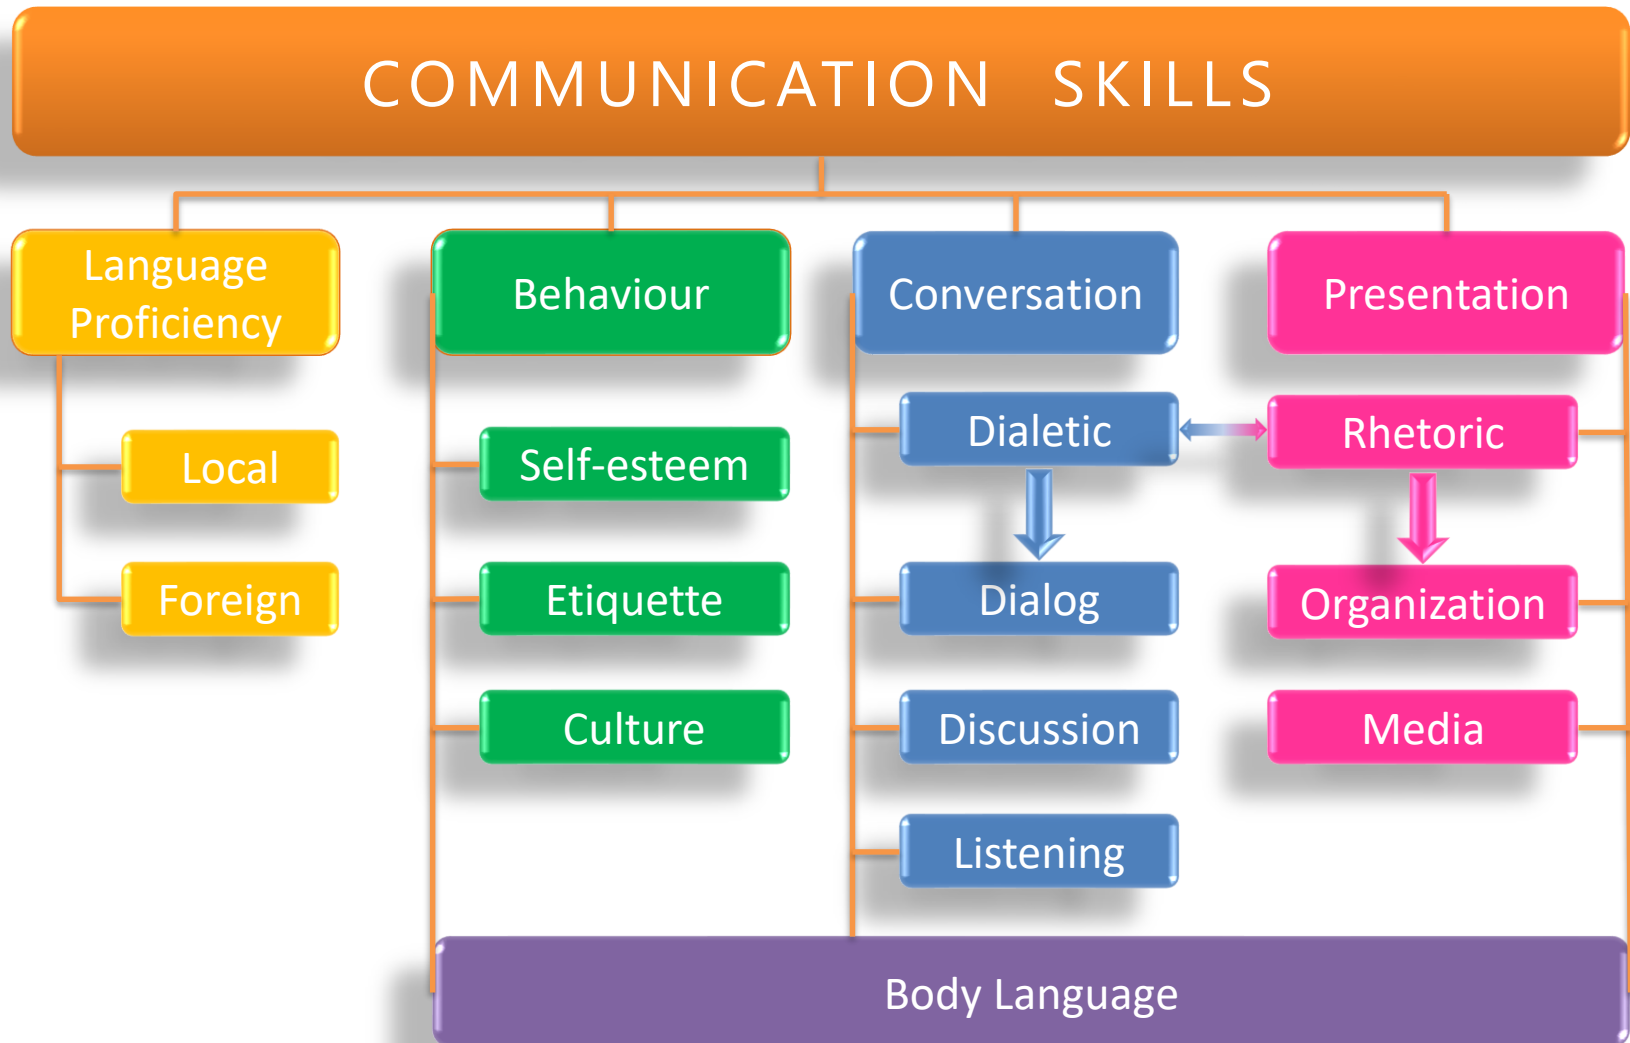 COMMUNICATION SKILLS
Language
Proficiency
Local
Foreign
Behaviour
Self-esteem
Etiquette
Culture
Conversation
Dialetic
Dialog
Discussion
Listening
Presentation
Rhetoric
Organization
Media
Body Language